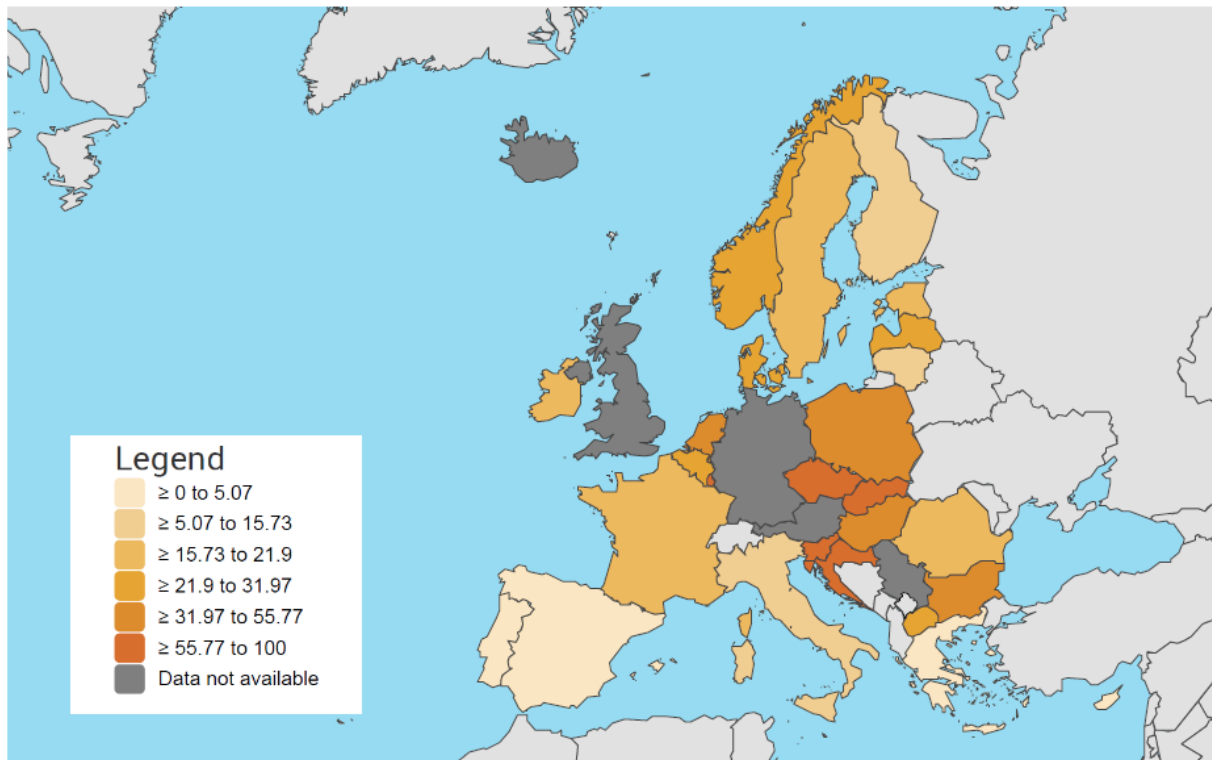 Legend
≥ 0 to 5.07
≥ 5.07 to 15.73
≥ 15.73 to 21.9
≥ 21.9 to 31.97
≥ 31.97 to 55.77
≥ 55.77 to 100
Data not available